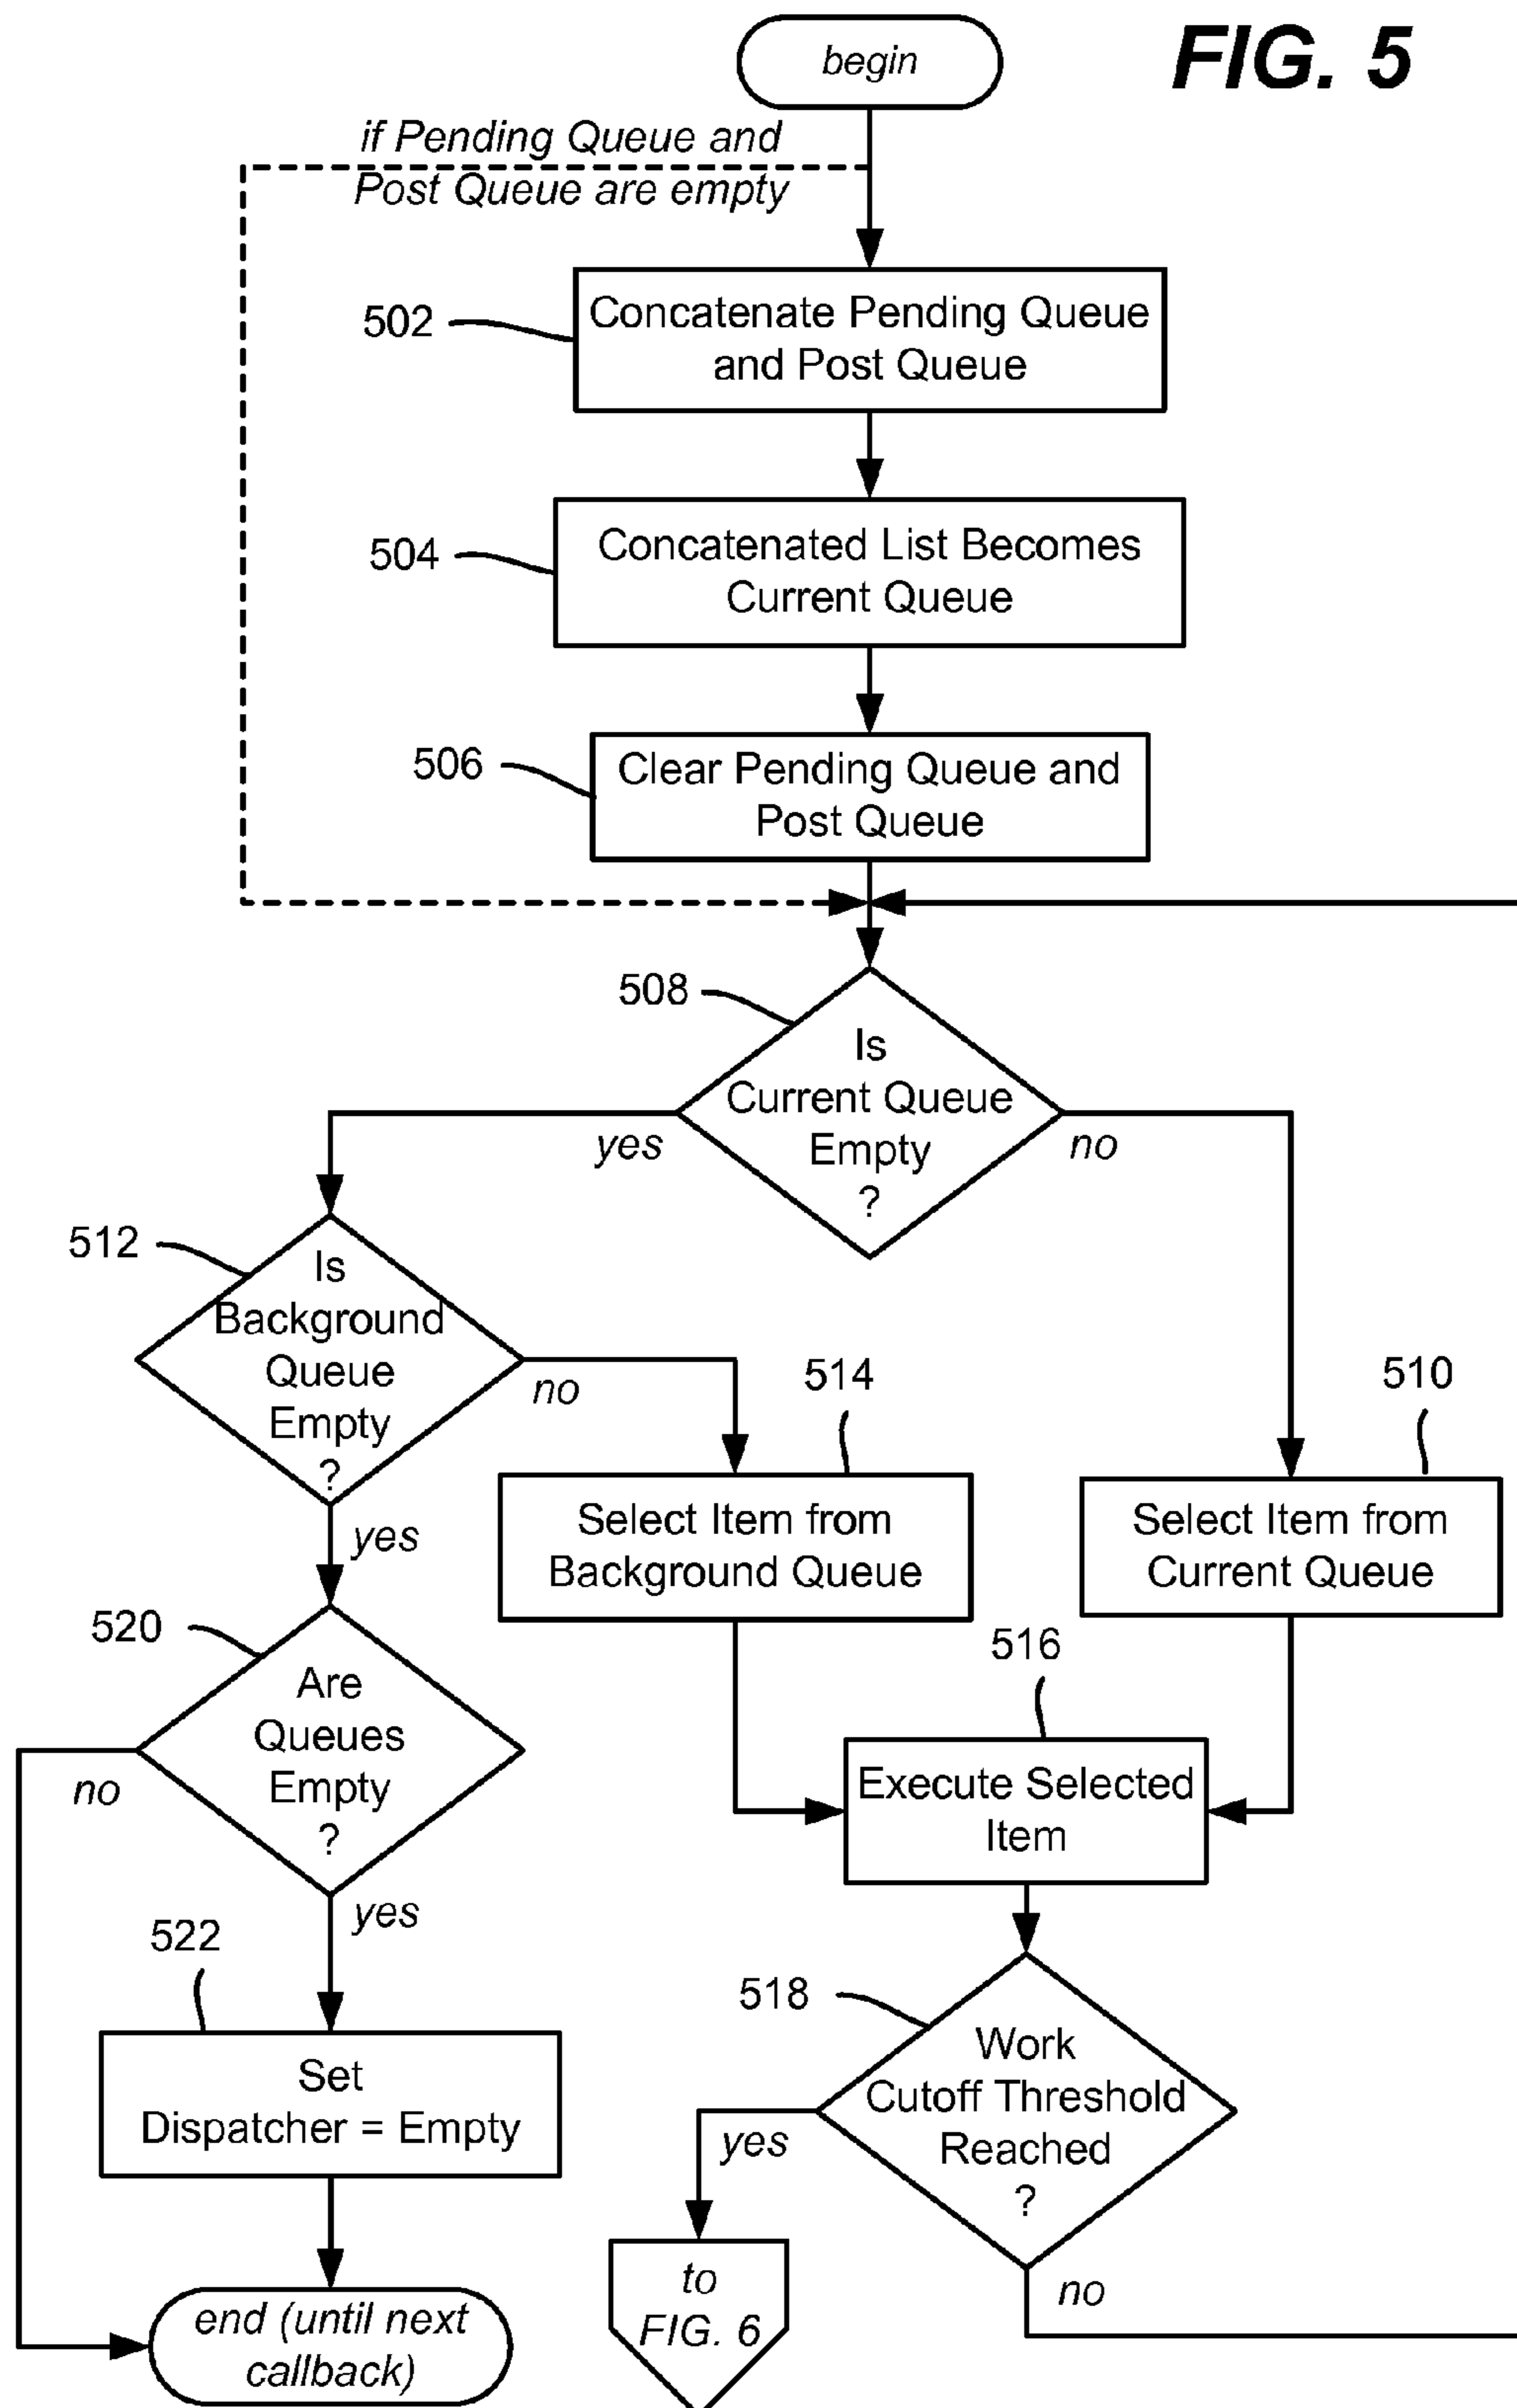 FIG. 5
begin
if Pending Queue and
Post Queue are empty
502
Concatenate Pending Queue
and Post Queue
504
Concatenated List Becomes
Current Queue
506
Clear Pending Queue and
Post Queue
508
Is
Current Queue
Empty
?
yes
no
512
Is
Background
Queue
Empty
?
no
yes
514
Select Item from
Background Queue
510
Select Item from
Current Queue
520
Are
Queues
Empty
?
no
yes
516
Execute Selected
Item
522
Set
Dispatcher = Empty
518
Work
Cutoff Threshold
Reached
?
yes
no
to
FIG. 6
end (until next
callback)